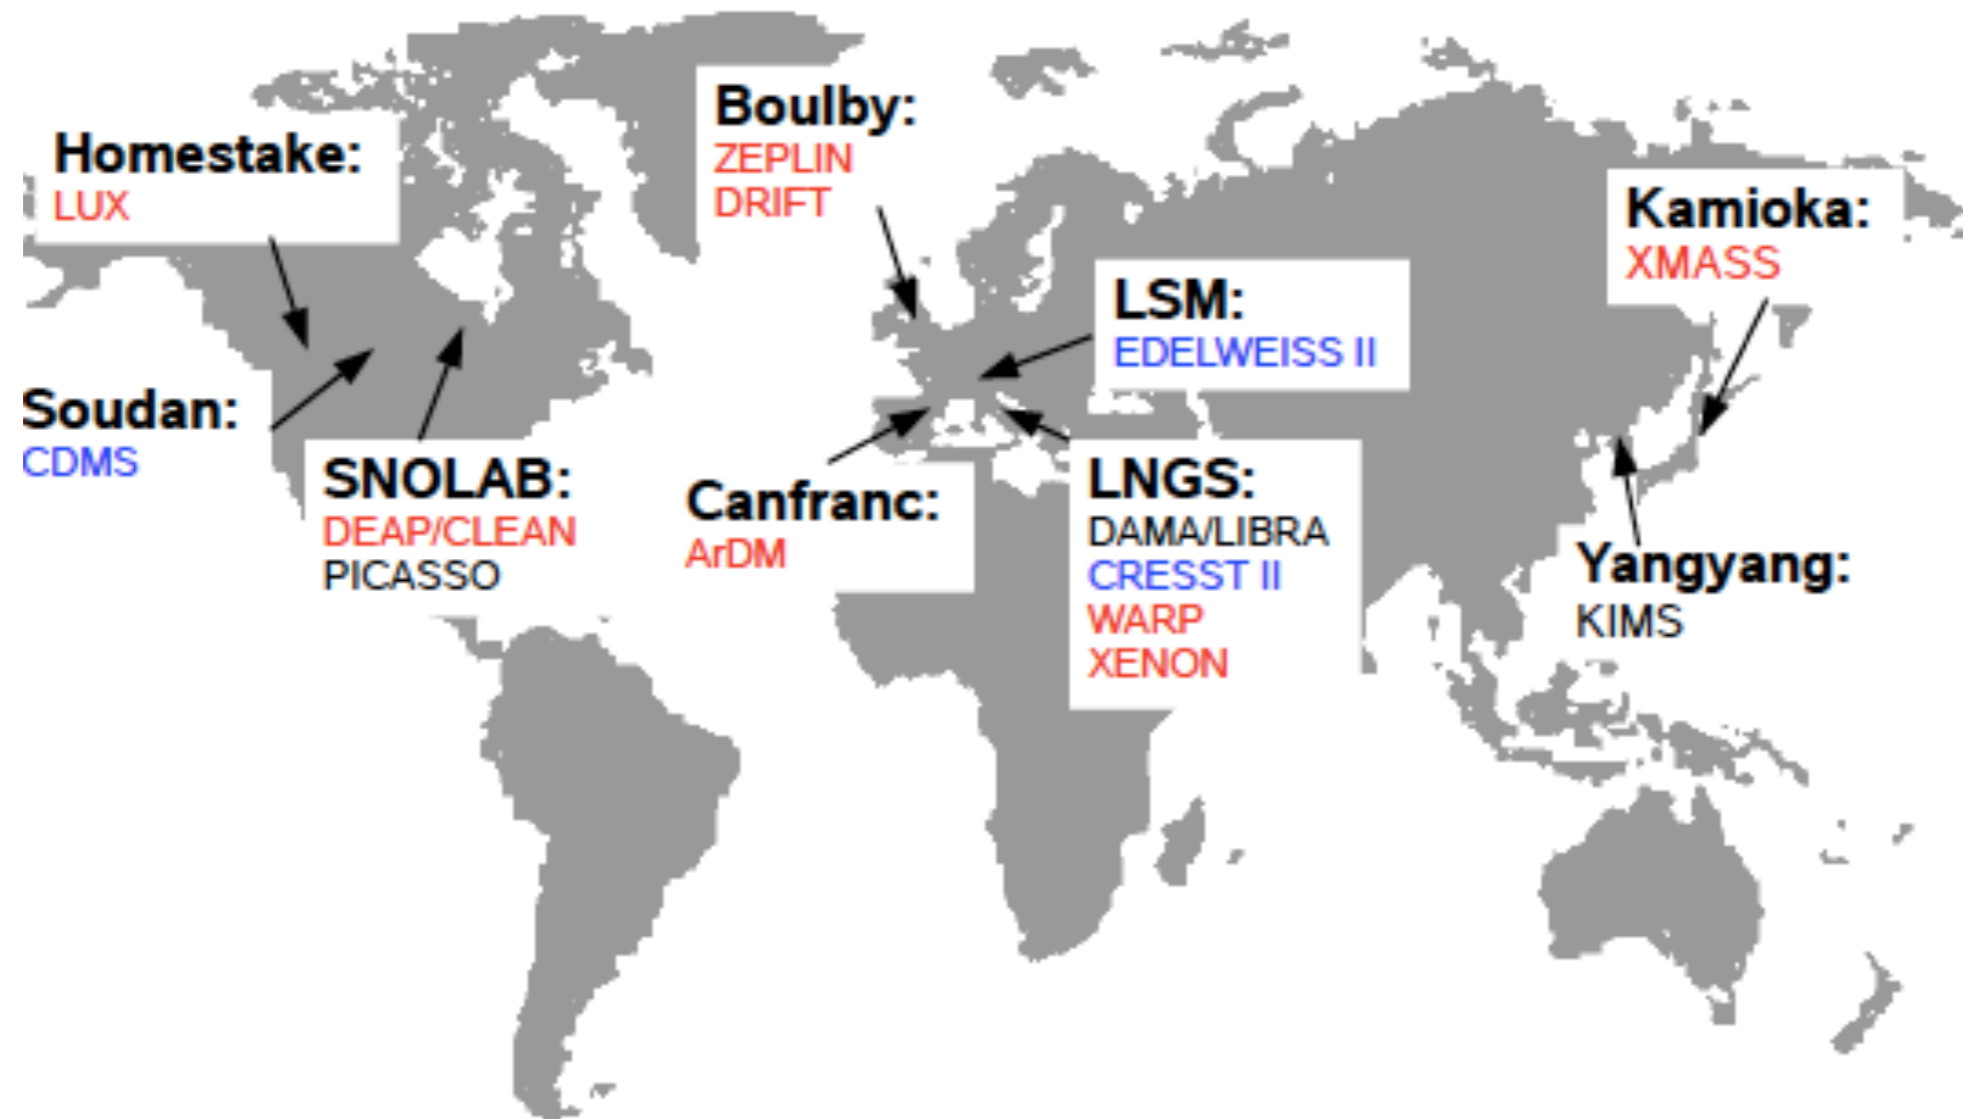 Homestake:
LUX
Soudan:
CDMS
SNOLAB:
DEAP/CLEAN
PICASSO
Boulby:
ZEPLIN
DRIFT
Canfranc:
ArDM
LSM:
EDELWEISS II
LNGS:
DAMA/LIBRA
CRESST II
WARP
XENON
Kamioka:
XMASS
Yangyang:
KIMS